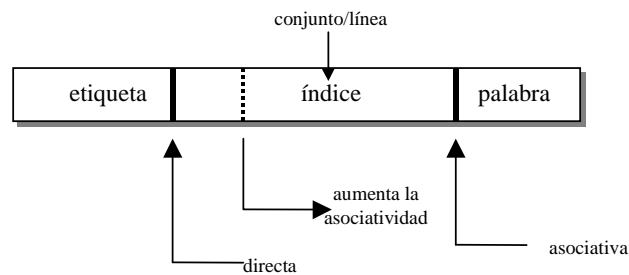 conjunto/línea
etiqueta índice palabra
aumenta la
asociatividad
asociativa
directa